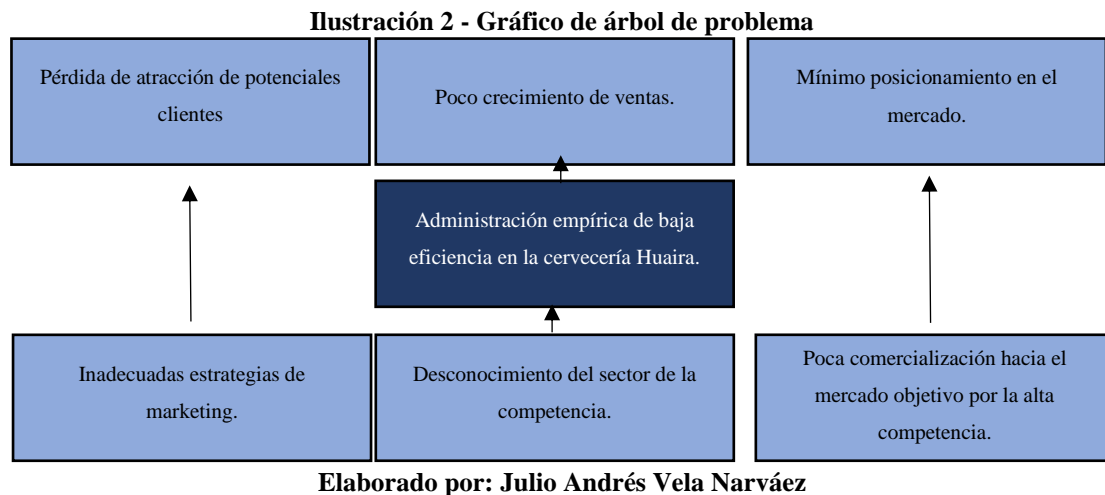 Ilustración 2 - Gráfico de árbol de problema
Pérdida de atracción de potenciales
clientes
Poco crecimiento de ventas.
Mínimo posicionamiento en el
mercado.
Administración empírica de baja
eficiencia en la cervecería Huaira.
Inadecuadas estrategias de
marketing.
Desconocimiento del sector de la
competencia.
Poca comercialización hacia el
mercado objetivo por la alta
competencia.
Elaborado por: Julio Andrés Vela Narváez